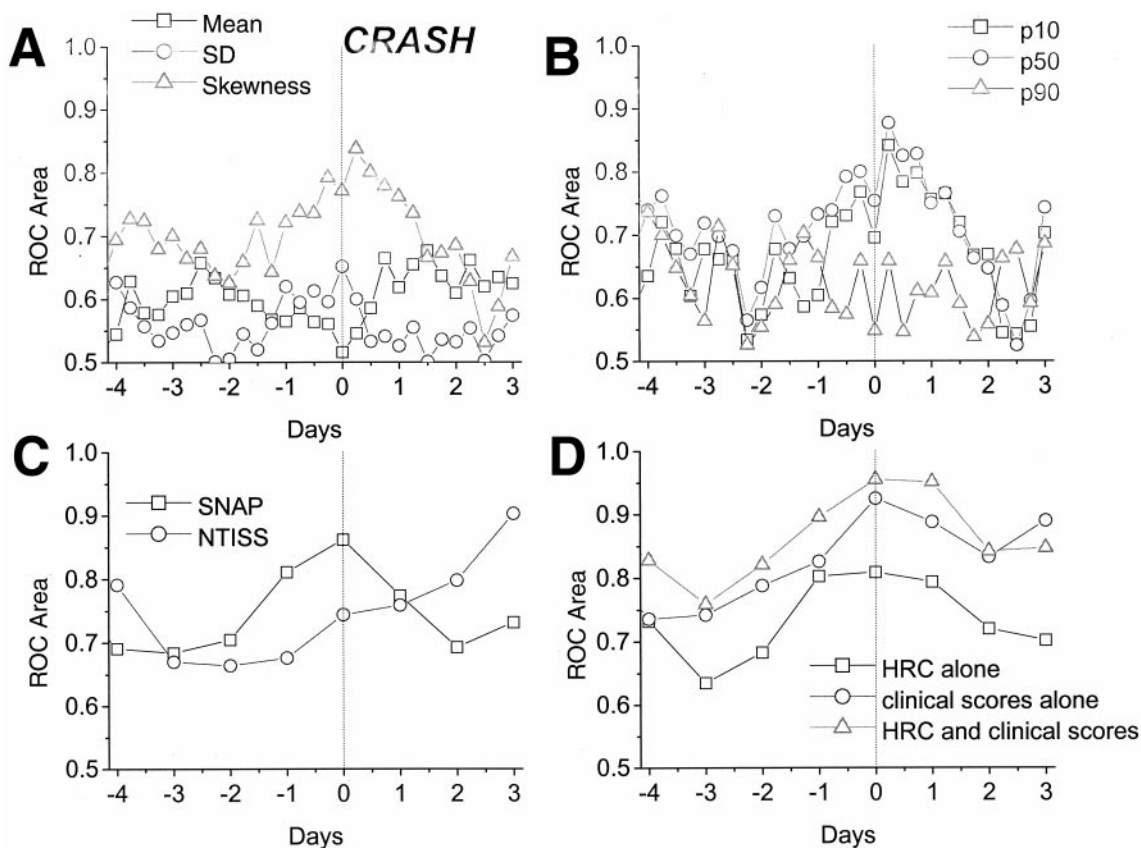 A
Mean
SD
Skewness
CRASH
1.0
0.9
0.8
0.7
0.6
0.5
ROC Area
-4 -3 -2 -1 0 1 2 3
Days
B
p10
p50
p90
1.0
0.9
0.8
0.7
0.6
0.5
ROC Area
-4 -3 -2 -1 0 1 2 3
Days
C
SNAP
NTISS
1.0
0.9
0.8
0.7
0.6
0.5
ROC Area
-4 -3 -2 -1 0 1 2 3
Days
D
1.0
0.9
0.8
0.7
0.6
0.5
ROC Area
HRC alone
clinical scores alone
HRC and clinical scores
-4 -3 -2 -1 0 1 2 3
Days